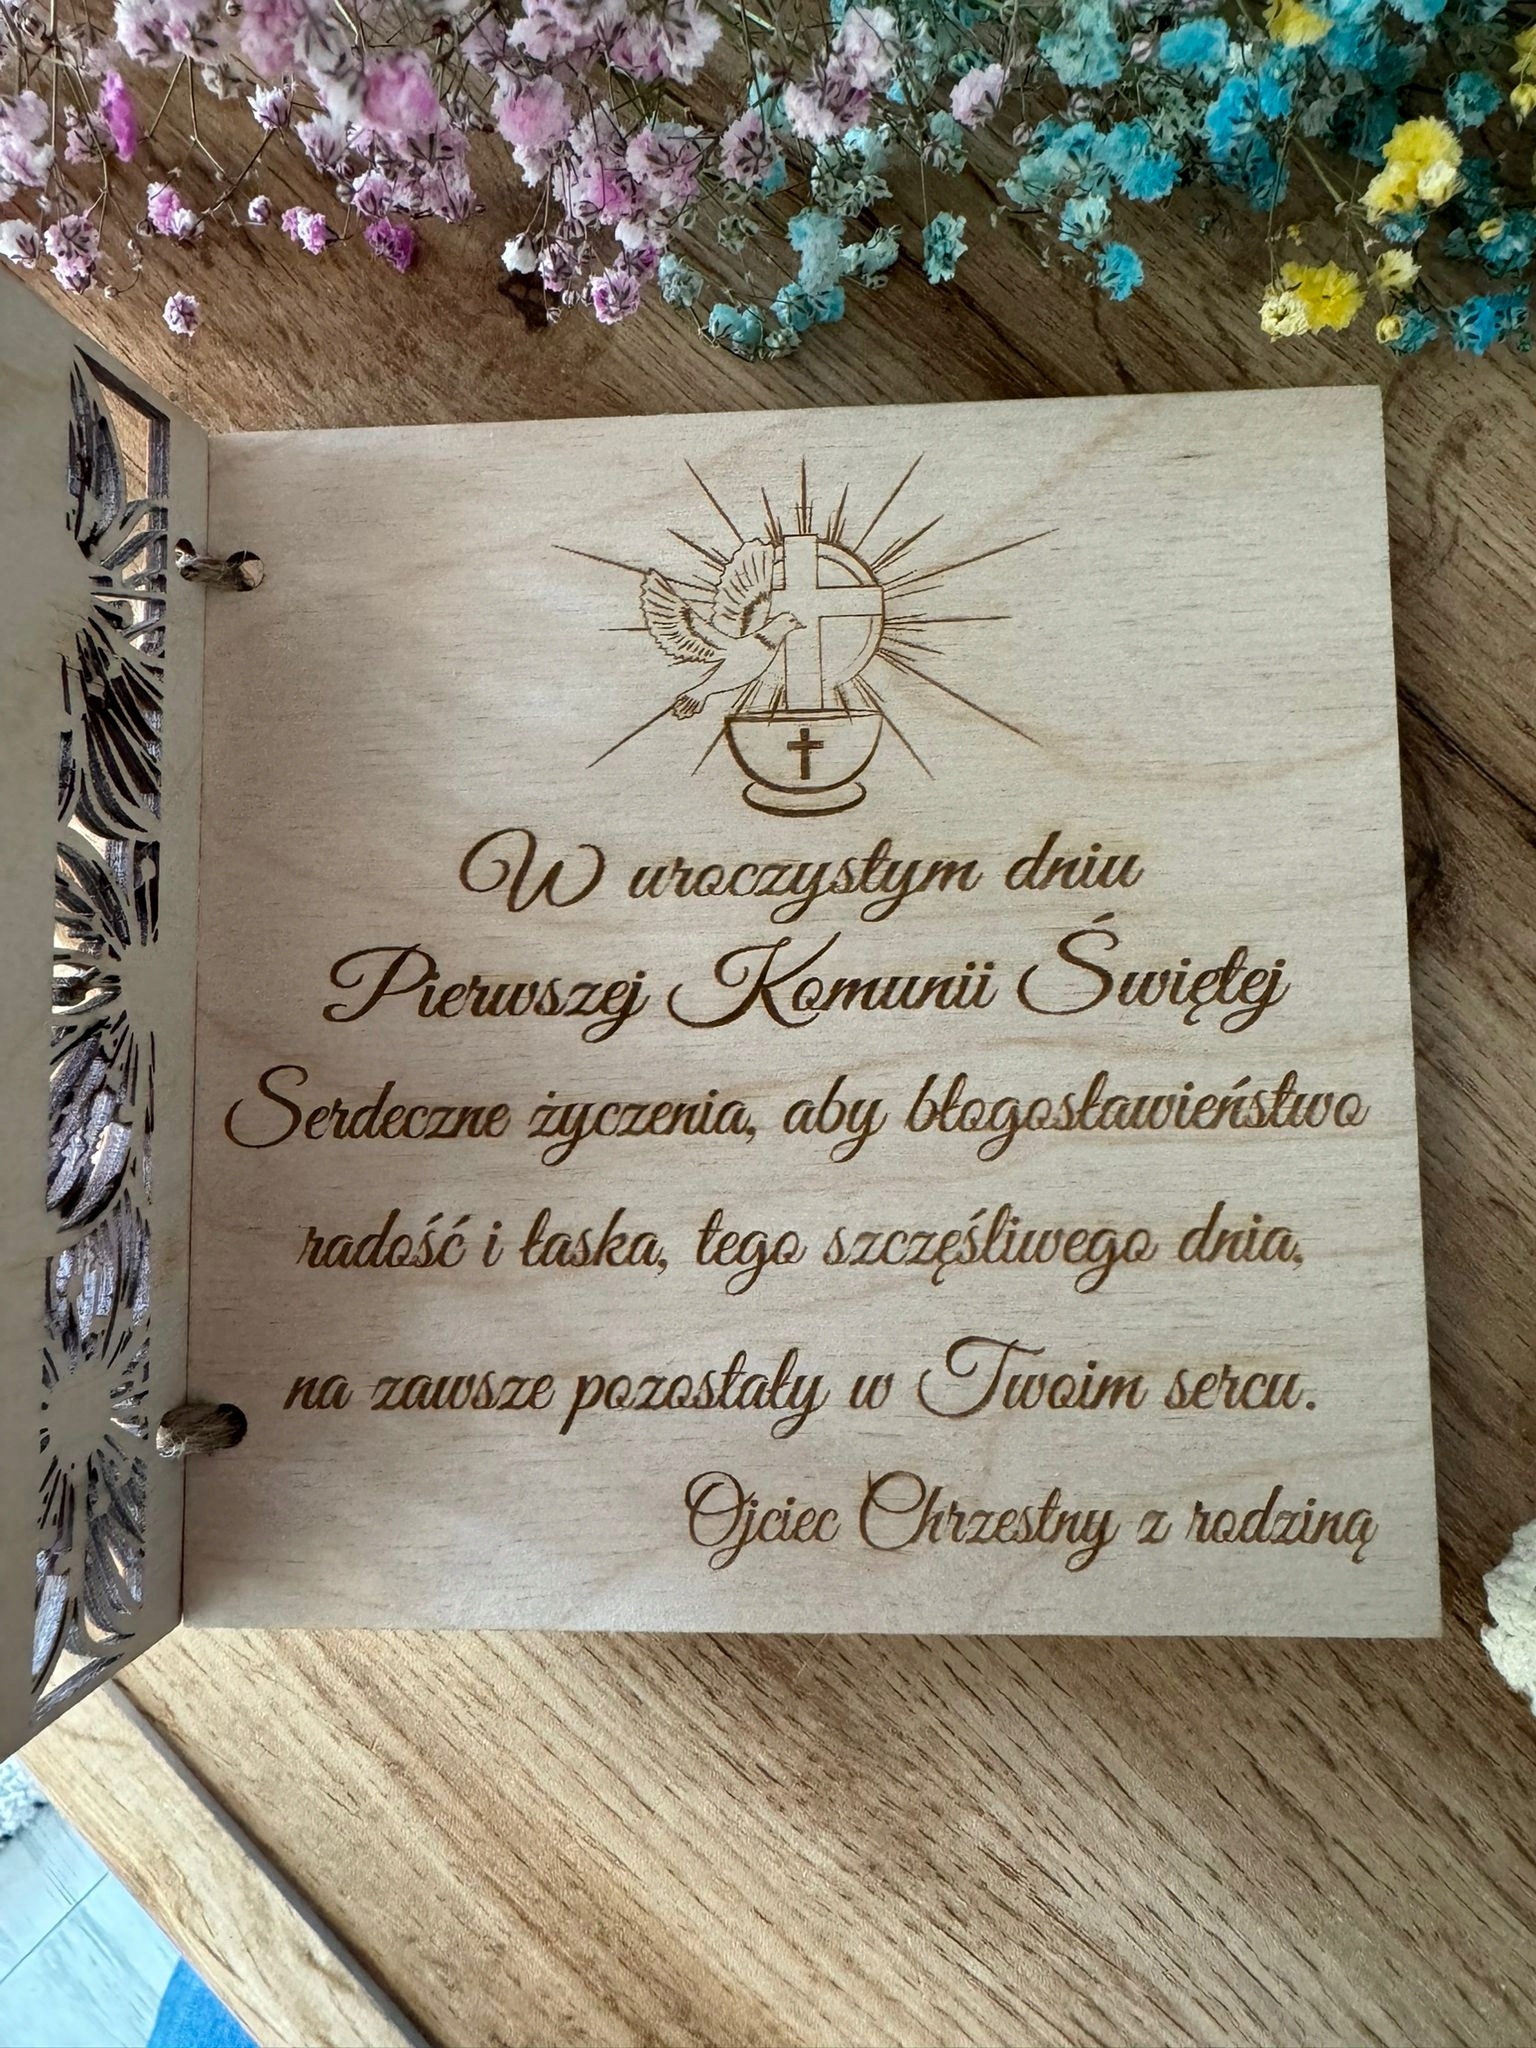 W uroczystym dniu
Pierwszej Komunii Świętej
Serdeczne życzenia, aby błogosławieństwo
radość i łaska, tego szczęśliwego dnia,
na zawsze pozostały w Twoim sercu.
Ojciec Chrzestny z rodziną